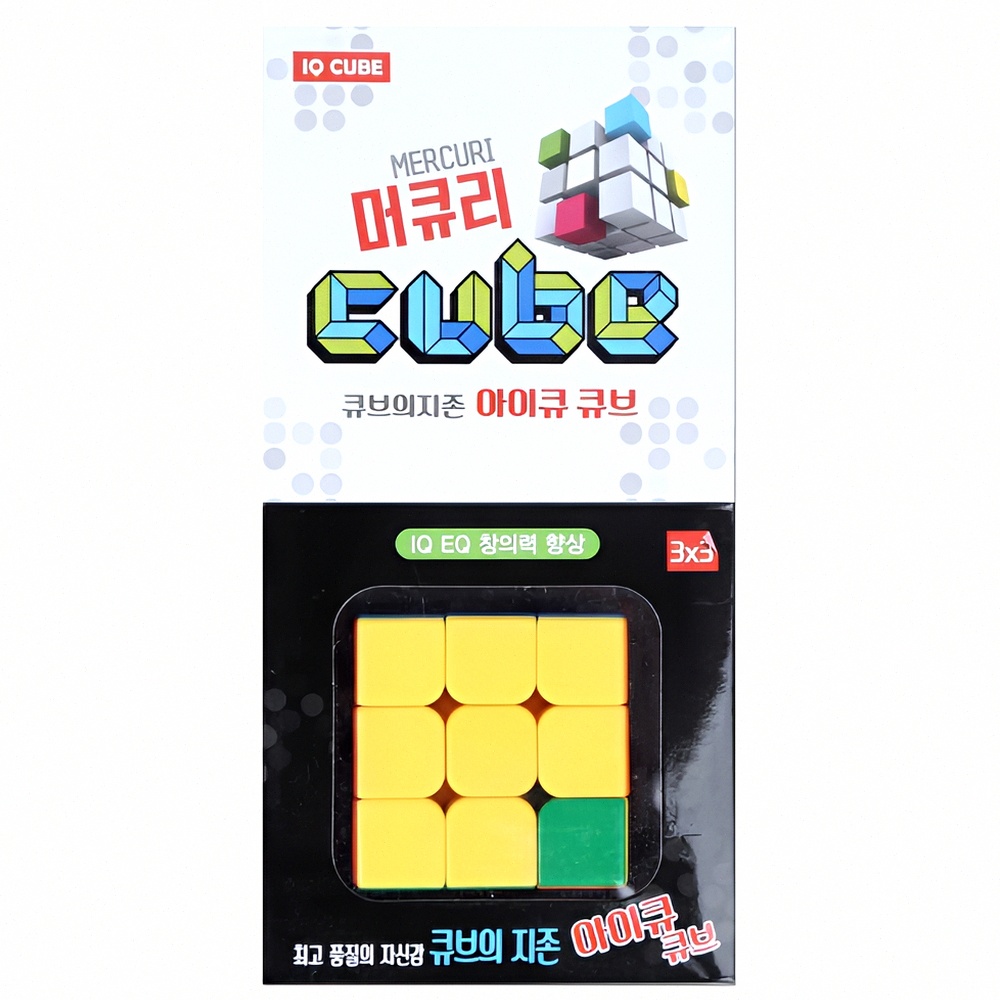 IQ CUBE
MERCURI
머큐리
cube
큐브의지존 아이큐 큐브
IQ EQ 창의력 향상
3x3
최고 품질의 자신감 큐브의 지존 아이큐
큐브